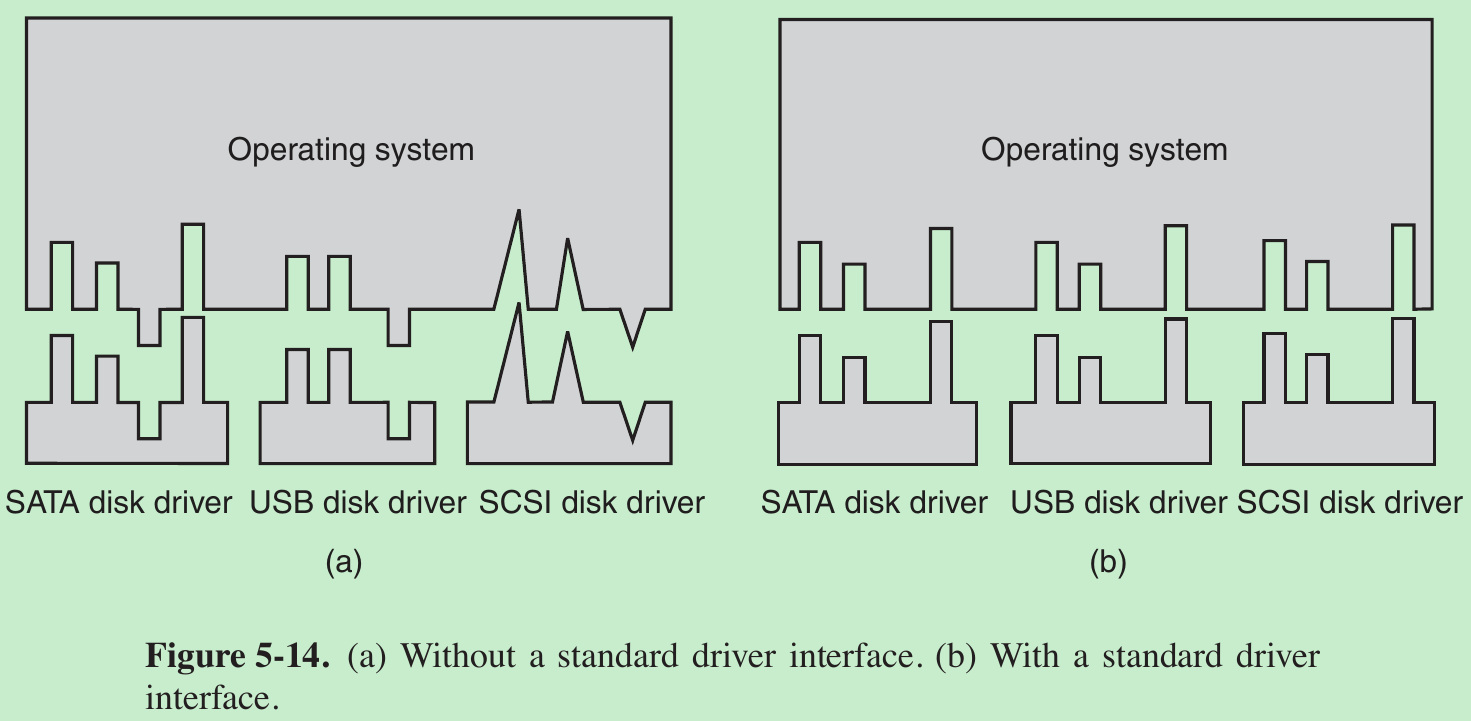 Operating system
Operating system
SATA disk driver USB disk driver SCSI disk driver
SATA disk driver USB disk driver SCSI disk driver
(a)
(b)
Figure 5-14. (a) Without a standard driver interface. (b) With a standard driver
interface.